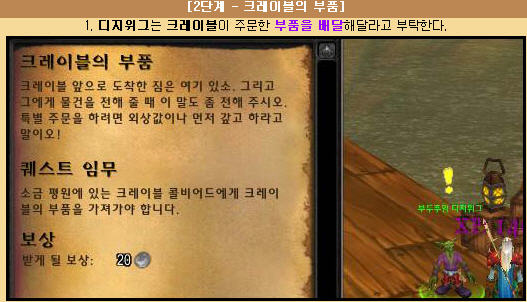 [2단계 - 크레이블의 부품]
1. 디지위그는 크레이블이 주문한 부품을 배달해달라고 부탁한다.
크레이블의 부품
크레이블 앞으로 도착한 짐은 여기 있소. 그리고
그에게 물건을 전해 줄 때 이 말도 좀 전해 주시오.
특별 주문을 하려면 외상값이나 먼저 갚고 하라고
말이오!
퀘스트 임무
소금 평원에 있는 크레이블 콜비어드에게 크레이
블의 부품을 가져가야 합니다.
보상
받게 될 보상: 20
부두주임 디지위그